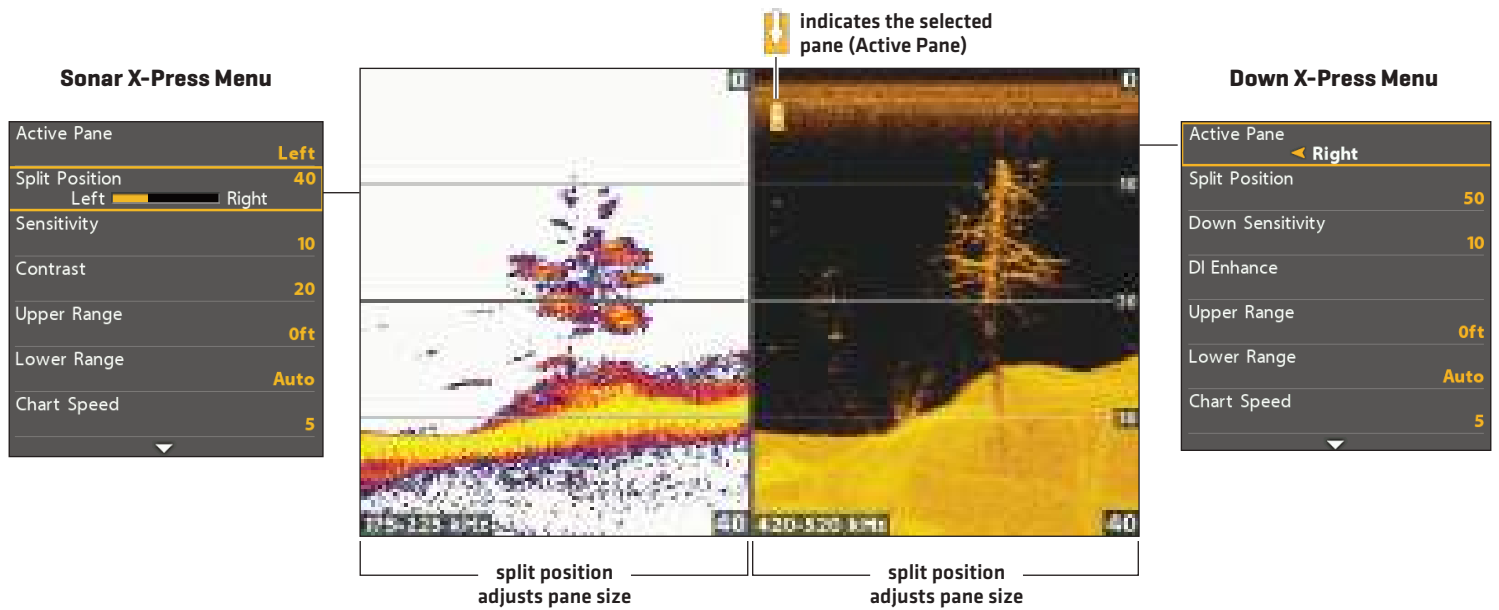 indicates the selected
pane (Active Pane)
Sonar X-Press Menu
Active Pane
Left
Split Position 40
Left Right
Sensitivity
10
Contrast
20
Upper Range
0ft
Lower Range
Auto
Chart Speed
5
0
40
0
10
40
Down X-Press Menu
Active Pane
Right
Split Position
50
Down Sensitivity
10
DI Enhance
Upper Range
0ft
Lower Range
Auto
Chart Speed
5
split position
adjusts pane size
split position
adjusts pane size